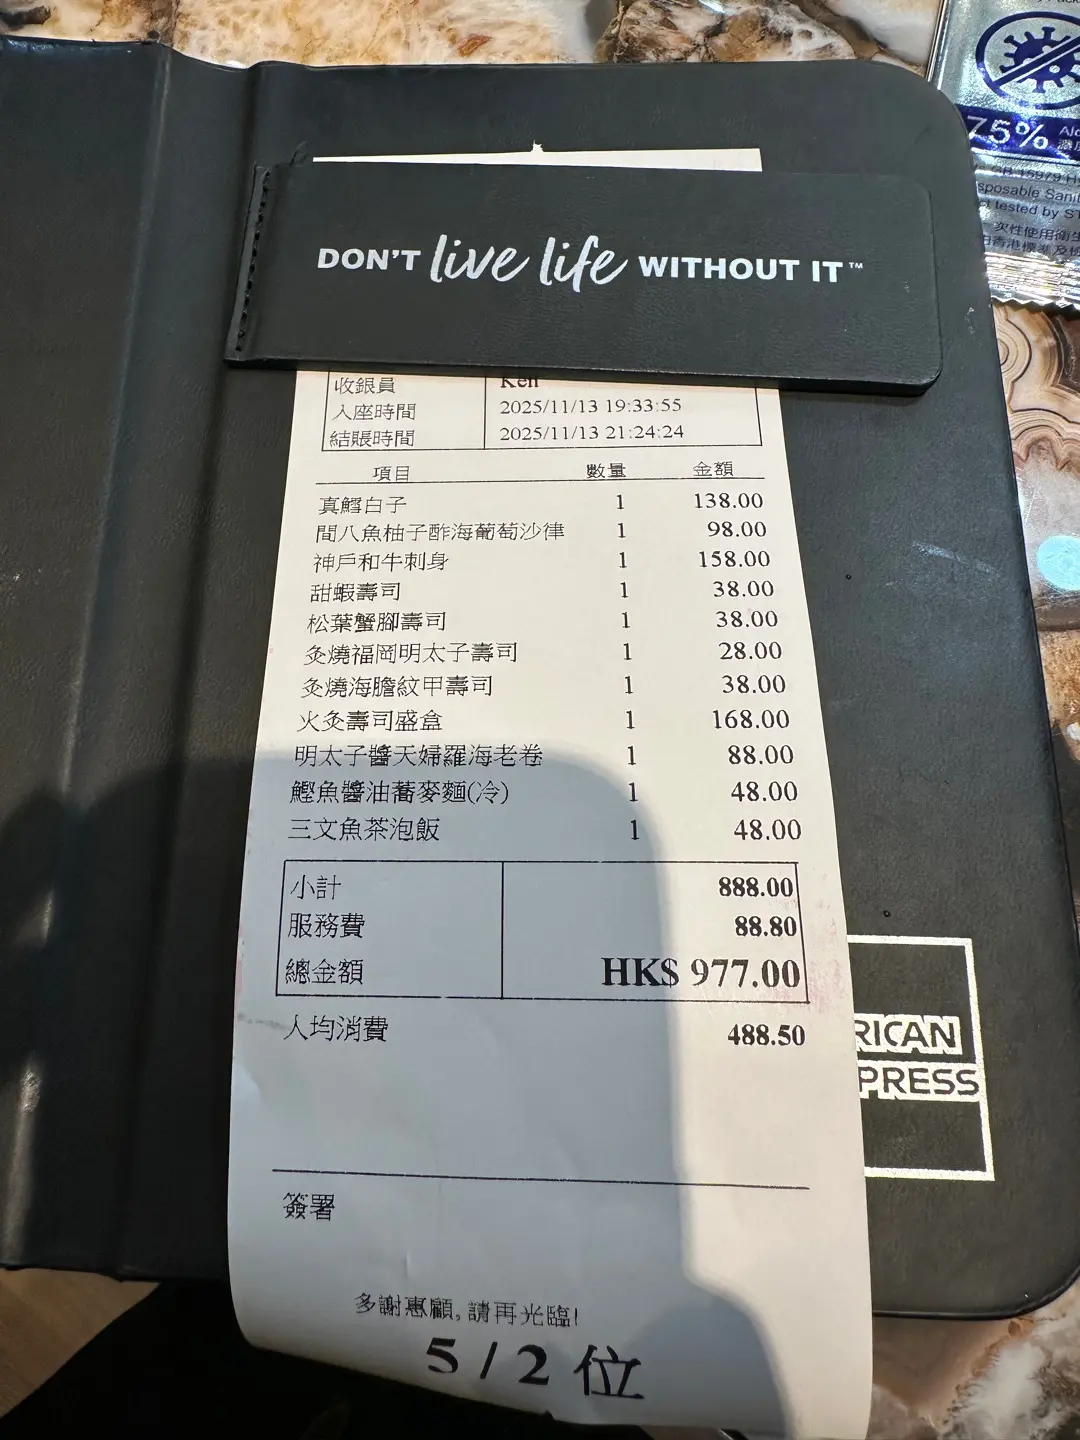 75%
DON'T live life WITHOUT IT™
收銀員 Ken
入座時間 2025/11/13 19:33:55
結賬時間 2025/11/13 21:24:24
項目 數量 金額
真鱈白子 1 138.00
間八魚柚子酢海葡萄沙律 1 98.00
神戶和牛刺身 1 158.00
甜蝦壽司 1 38.00
松葉蟹腳壽司 1 38.00
炙燒福岡明太子壽司 1 28.00
炙燒海膽紋甲壽司 1 38.00
火炙壽司盛盒 1 168.00
明太子醬天婦羅海老卷 1 88.00
鰹魚醬油蕎麥麵(冷) 1 48.00
三文魚茶泡飯 1 48.00
小計 888.00
服務費 88.80
總金額 HK$ 977.00
人均消費 488.50
RICAN
PRESS
簽署
多謝惠顧,請再光臨!
5 / 2 位